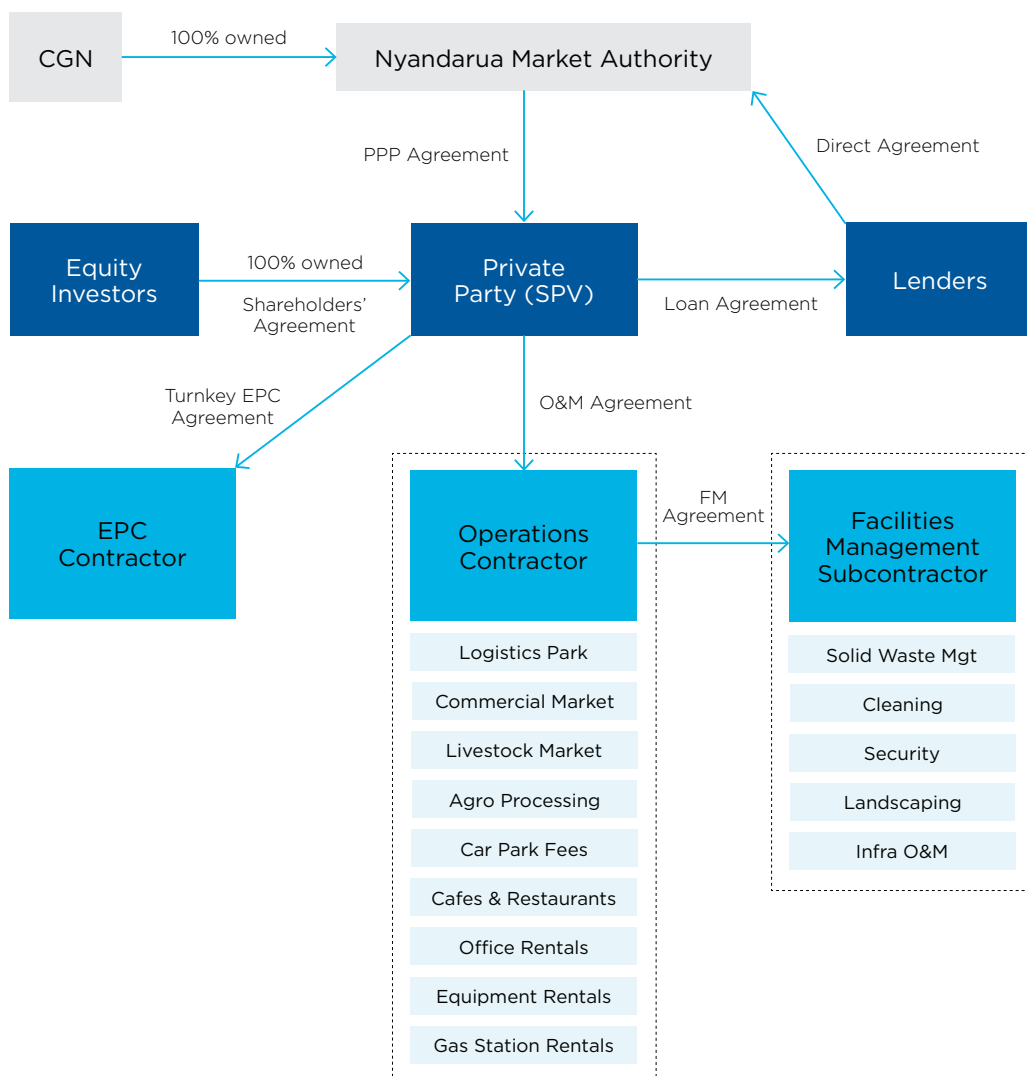 CGN
100% owned
Nyandarua Market Authority
PPP Agreement
Direct Agreement
Equity
Investors
100% owned
Shareholders’
Agreement
Private
Party (SPV)
Loan Agreement
Lenders
Turnkey EPC
Agreement
O&M Agreement
EPC
Contractor
Operations
Contractor
FM
Agreement
Facilities
Management
Subcontractor
Logistics Park
Commercial Market
Livestock Market
Agro Processing
Car Park Fees
Cafes & Restaurants
Office Rentals
Equipment Rentals
Gas Station Rentals
Solid Waste Mgt
Cleaning
Security
Landscaping
Infra O&M